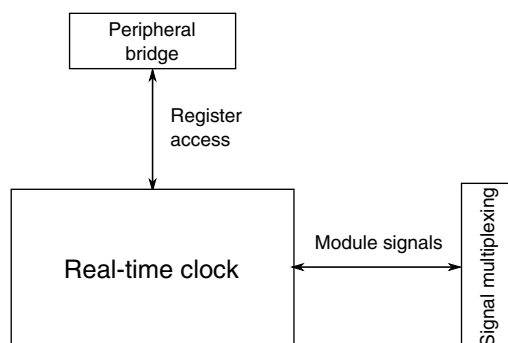 Peripheral
bridge
Register
access
Real-time clock
Module signals
Signal multiplexing